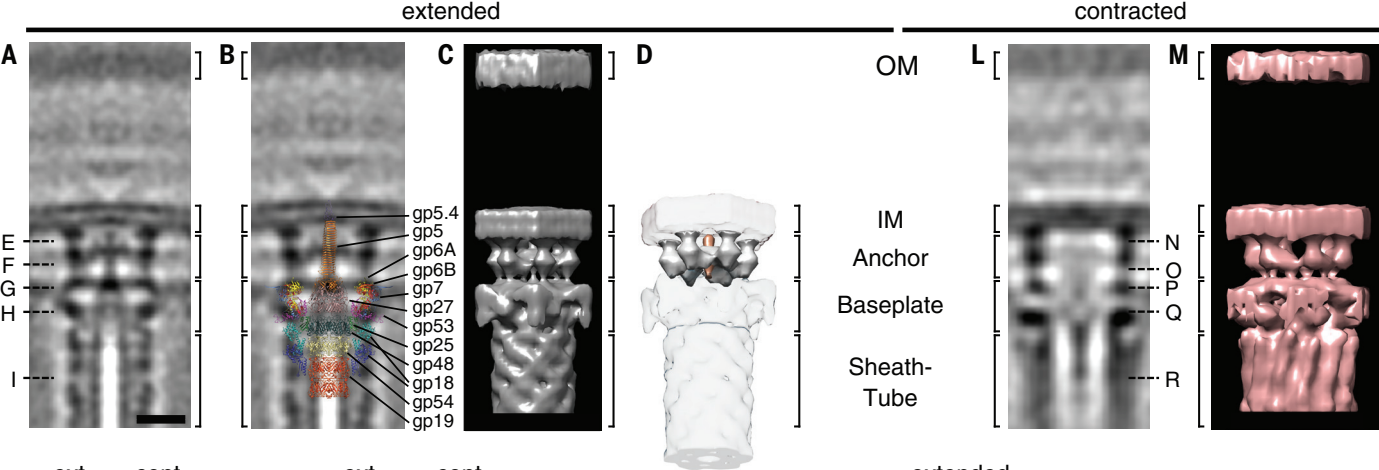 extended
contracted
A
B
C
D
L
M
OM
IM
Anchor
Baseplate
Sheath-
Tube
E
F
G
H
I
gp5.4
gp5
gp6A
gp6B
gp7
gp27
gp53
gp25
gp48
gp18
gp54
gp19
N
O
P
Q
R
extended